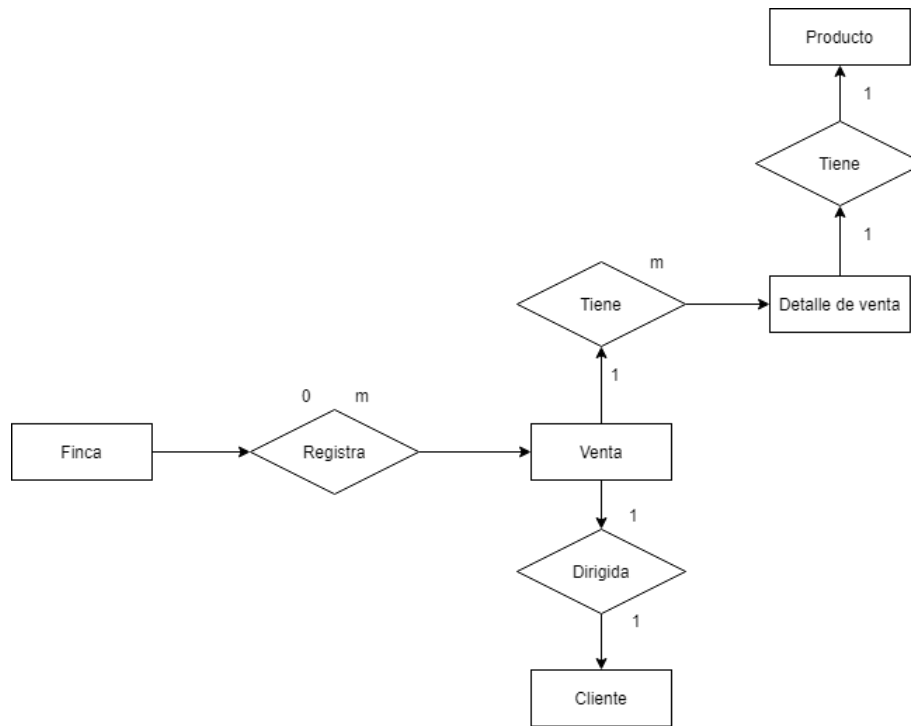 Producto
1
Tiene
1
m
Tiene
Detalle de venta
1
0 m
Finca
Registra
Venta
1
Dirigida
1
Cliente